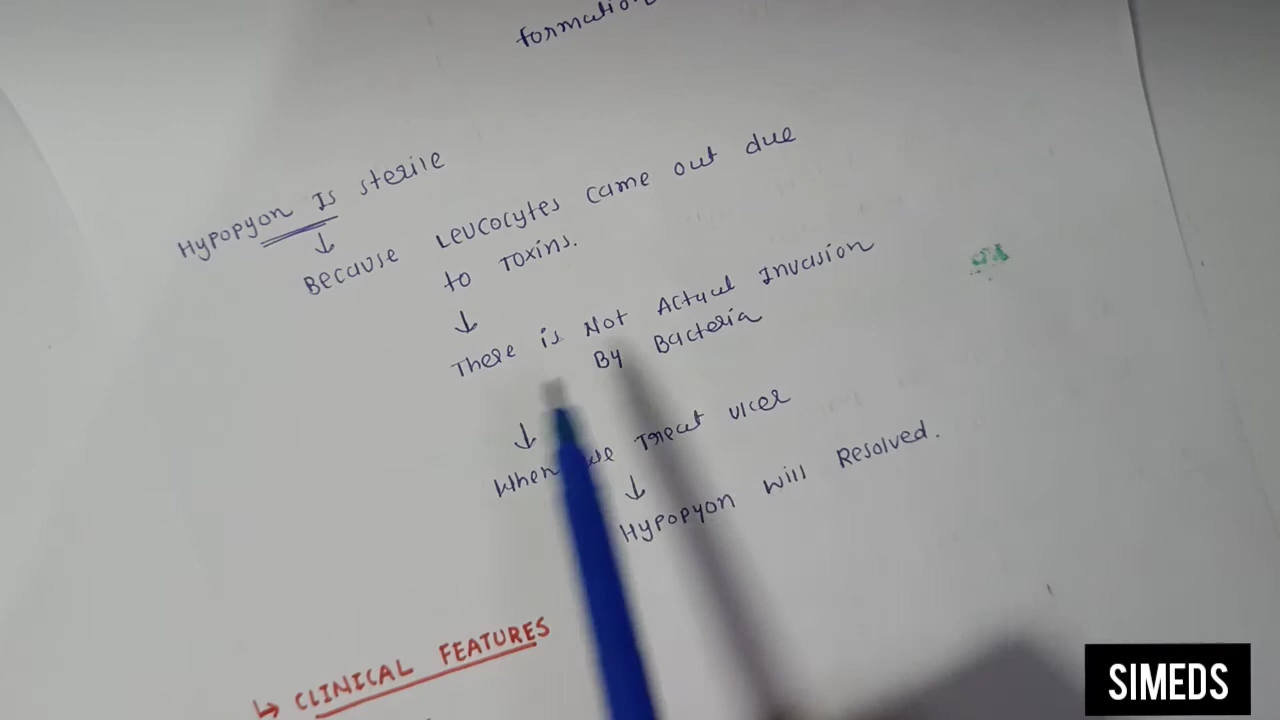 formation
Hypopyon Is sterile
↓
Because Leucocytes came out due
to Toxins.
↓
There is Not Actual Invasion
By Bacteria
↓
When we Treat ulcer
↓
Hypopyon will Resolved.
↳ CLINICAL FEATURES
SIMEDS